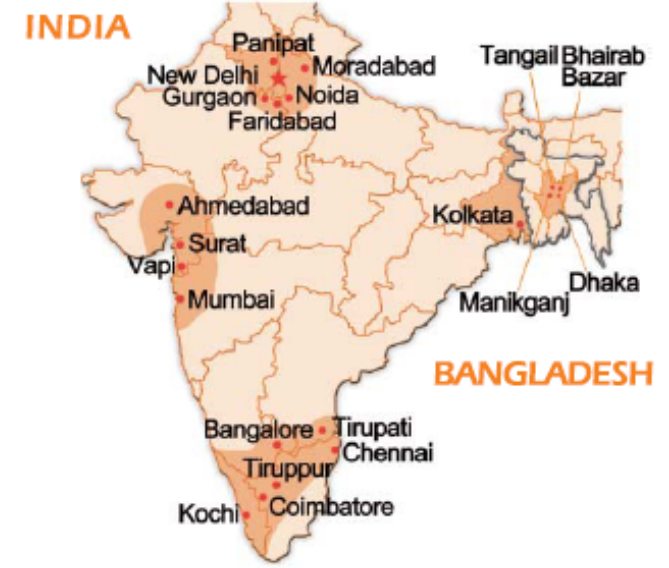 INDIA
Panipat
New Delhi
Moradabad
Gurgaon
Noida
Faridabad
Tangail
Bhairab
Bazar
Ahmedabad
Kolkata
Surat
Vapi
Mumbai
Dhaka
Manikganj
BANGLADESH
Bangalore
Tirupati
Chennai
Tiruppur
Coimbatore
Kochi